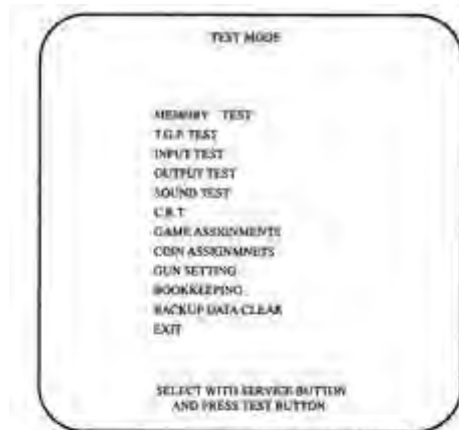 TEST MODE
MEMORY TEST
T.G.P. TEST
INPUT TEST
OUTPUT TEST
SOUND TEST
C.R.T
GAME ASSIGNMENTS
COIN ASSIGNMNETS
GUN SETTING
BOOKKEEPING
BACKUP DATA CLEAR
EXIT
SELECT WITH SERVICE BUTTON
AND PRESS TEST BUTTON